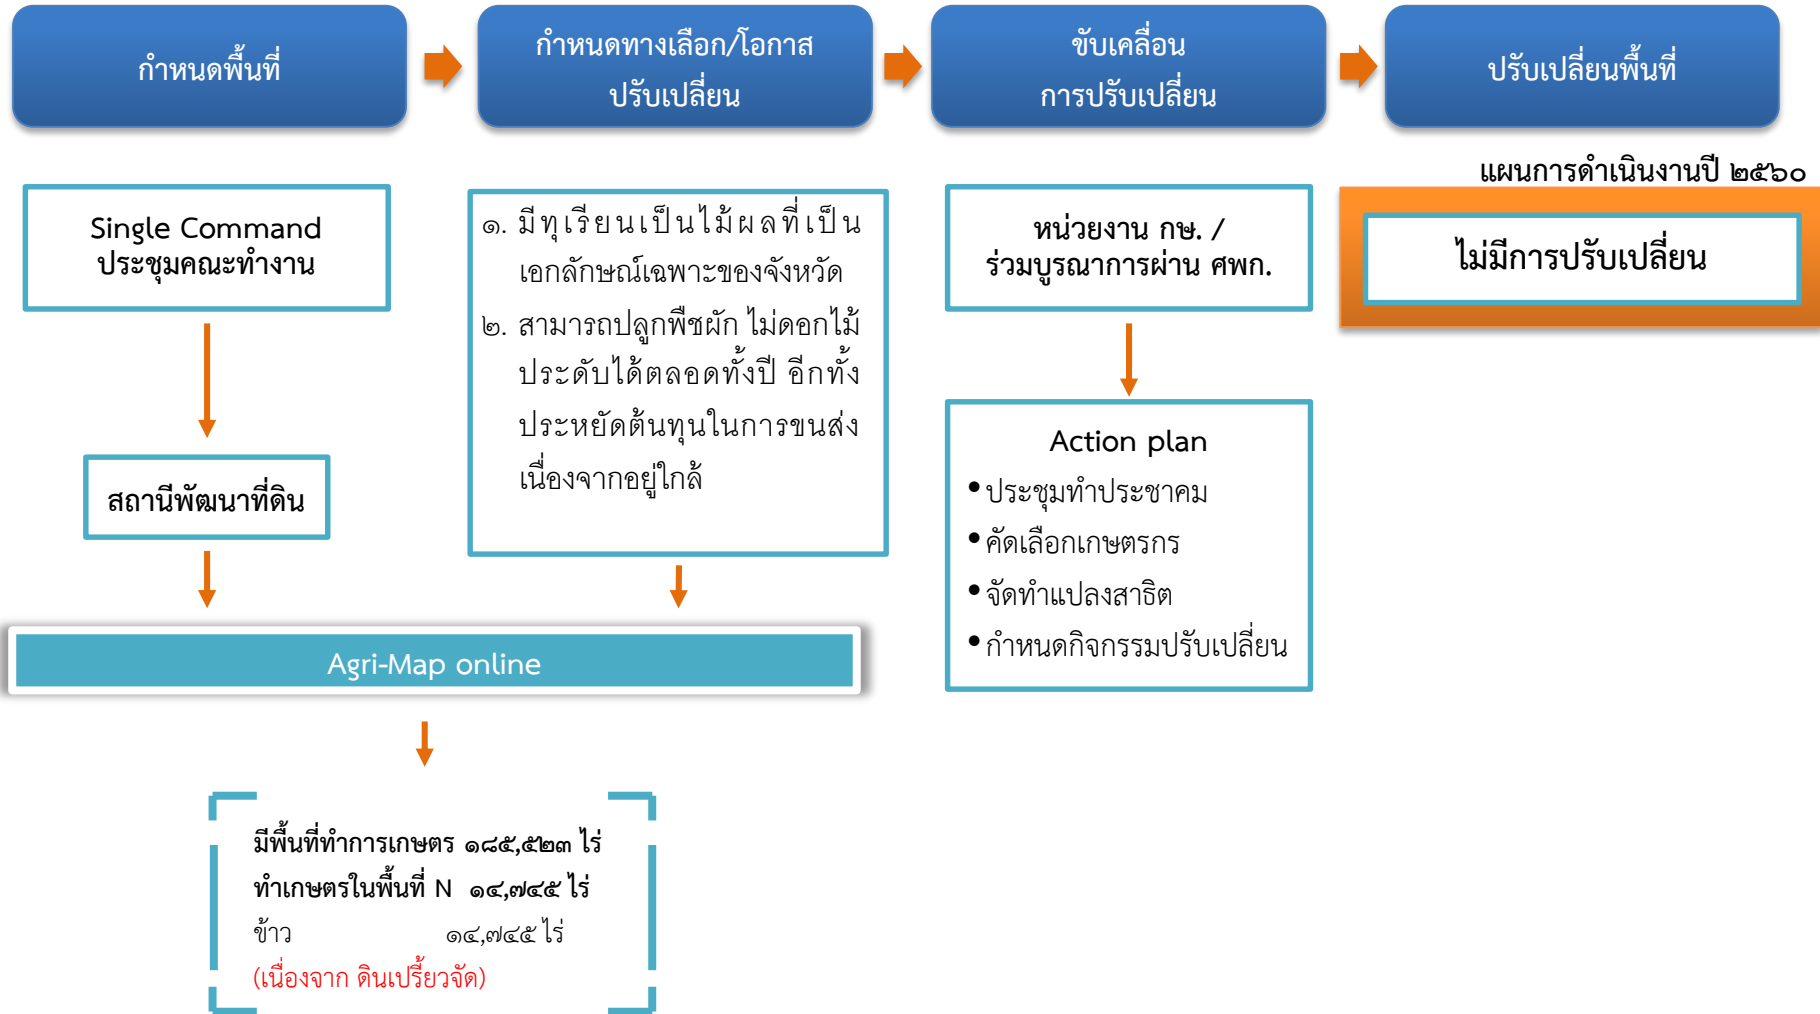 กำหนดพื้นที่
กำหนดทางเลือก/โอกาส
ปรับเปลี่ยน
ขับเคลื่อน
การปรับเปลี่ยน
ปรับเปลี่ยนพื้นที่
แผนการดำเนินงานปี ๒๕๖๐
Single Command
ประชุมคณะทำงาน
สถานีพัฒนาที่ดิน
๑. มีทุเรียนเป็นไม้ผลที่เป็น
เอกลักษณ์เฉพาะของจังหวัด
๒. สามารถปลูกพืชผัก ไม่ดอกไม้
ประดับได้ตลอดทั้งปี อีกทั้ง
ประหยัดต้นทุนในการขนส่ง
เนื่องจากอยู่ใกล้
หน่วยงาน กษ. /
ร่วมบูรณาการผ่าน ศพก.
Action plan
•ประชุมทำประชาคม
•คัดเลือกเกษตรกร
•จัดทำแปลงสาธิต
•กำหนดกิจกรรมปรับเปลี่ยน
ไม่มีการปรับเปลี่ยน
Agri-Map online
มีพื้นที่ทำการเกษตร ๑๘๕,๕๒๓ ไร่
ทำเกษตรในพื้นที่ N ๑๔,๗๔๕ ไร่
ข้าว ๑๔,๗๔๕ ไร่
(เนื่องจาก ดินเปรี้ยวจัด)